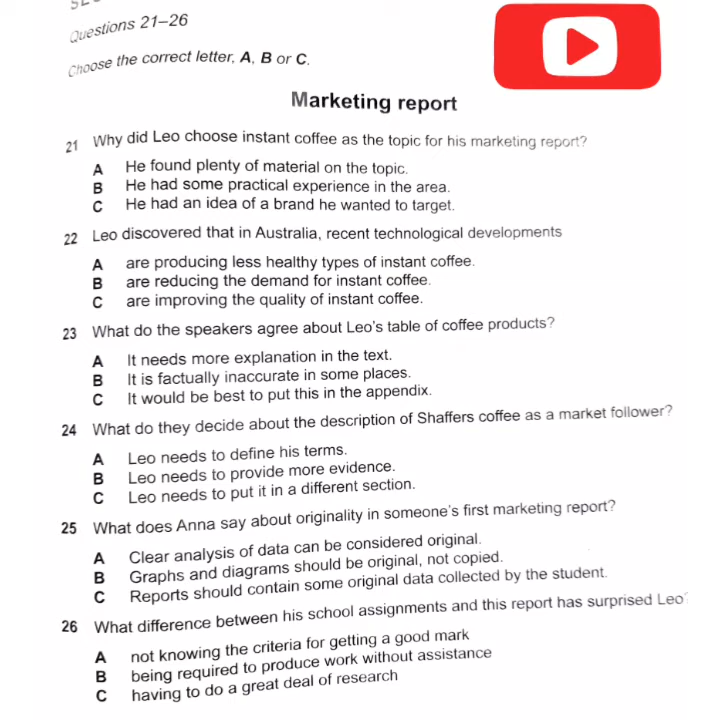 Questions 21–26
Choose the correct letter, A, B or C.
Marketing report
21 Why did Leo choose instant coffee as the topic for his marketing report?
A He found plenty of material on the topic.
B He had some practical experience in the area.
C He had an idea of a brand he wanted to target.
22 Leo discovered that in Australia, recent technological developments
A are producing less healthy types of instant coffee.
B are reducing the demand for instant coffee.
C are improving the quality of instant coffee.
23 What do the speakers agree about Leo's table of coffee products?
A It needs more explanation in the text.
B It is factually inaccurate in some places.
C It would be best to put this in the appendix.
24 What do they decide about the description of Shaffers coffee as a market follower?
A Leo needs to define his terms.
B Leo needs to provide more evidence.
C Leo needs to put it in a different section.
25 What does Anna say about originality in someone's first marketing report?
A Clear analysis of data can be considered original.
B Graphs and diagrams should be original, not copied.
C Reports should contain some original data collected by the student.
26 What difference between his school assignments and this report has surprised Leo?
A not knowing the criteria for getting a good mark
B being required to produce work without assistance
C having to do a great deal of research